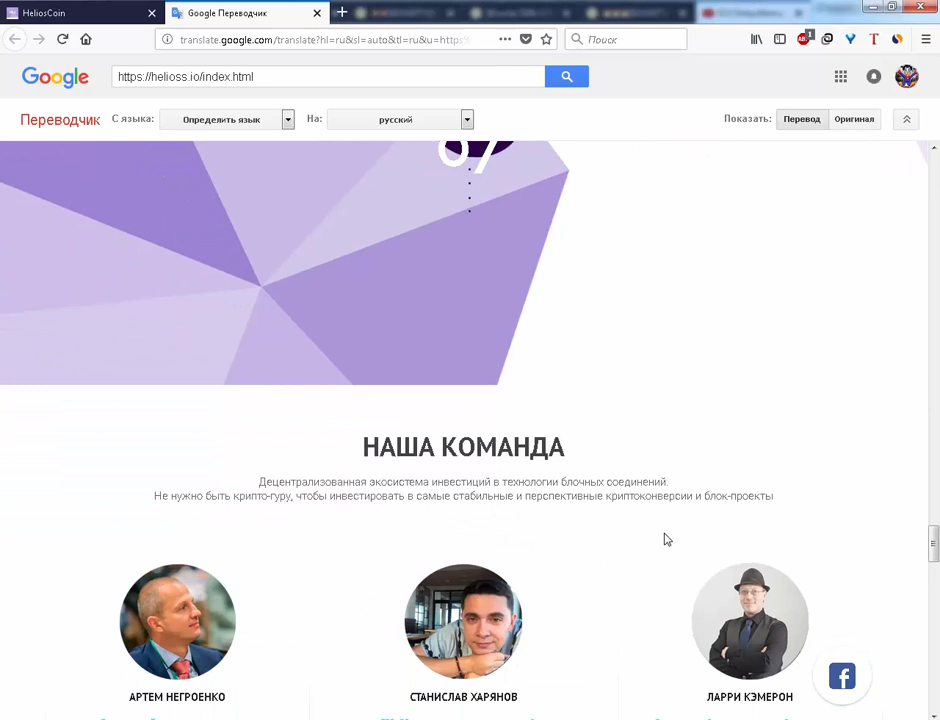 HeliosCoin
Google Переводчик
translate.google.com/translate?hl=ru&sl=auto&tl=ru&u=https
Поиск
1
Google
https://helioss.io/index.html
Переводчик
С языка:
Определить язык
На:
русский
Показать:
Перевод
Оригинал
НАША КОМАНДА
Децентрализованная экосистема инвестиций в технологии блочных соединений.
Не нужно быть крипто-гуру, чтобы инвестировать в самые стабильные и перспективные криптоконверсии и блок-проекты
АРТЕМ НЕГРОЕНКО
СТАНИСЛАВ ХАРЯНОВ
ЛАРРИ КЭМЕРОН